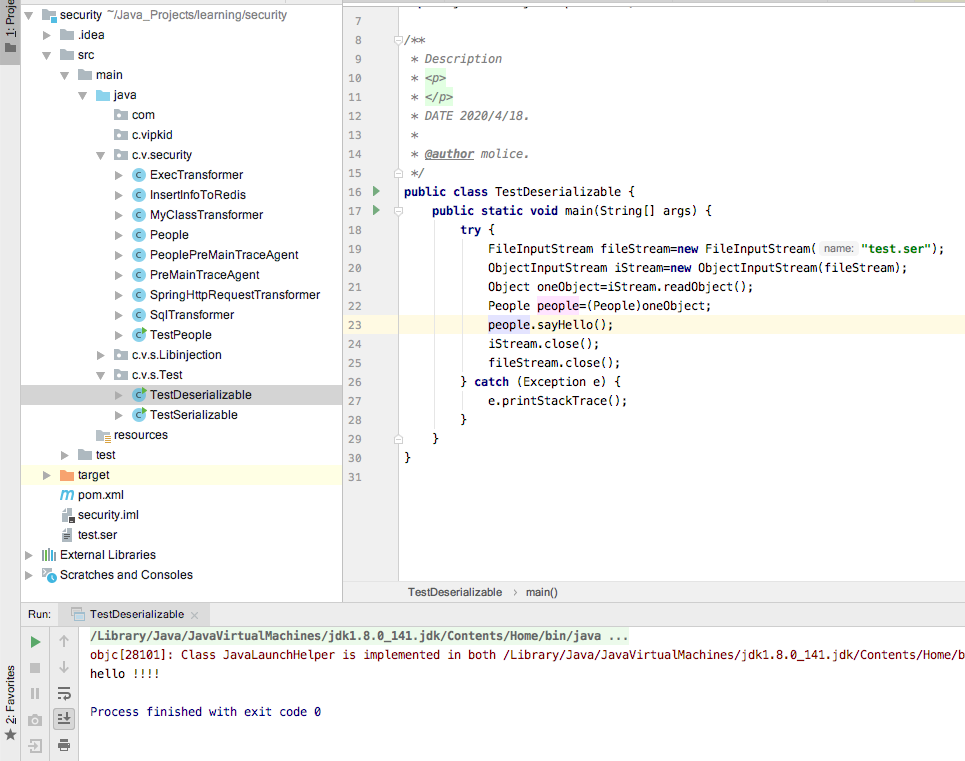 1: Proje
security ~/Java_Projects/learning/security
.idea
src
main
java
com
c.vipkid
c.v.security
ExecTransformer
InsertInfoToRedis
MyClassTransformer
People
PeoplePreMainTraceAgent
PreMainTraceAgent
SpringHttpRequestTransformer
SqlTransformer
TestPeople
c.v.s.Libinjection
c.v.s.Test
TestDeserializable
TestSerializable
resources
test
target
pom.xml
security.iml
test.ser
External Libraries
Scratches and Consoles
7
8 /**
9 * Description
10 * <p>
11 * </p>
12 * DATE 2020/4/18.
13 *
14 * @author molice.
15 */
16 public class TestDeserializable {
17 public static void main(String[] args) {
18 try {
19 FileInputStream fileStream=new FileInputStream( name: "test.ser");
20 ObjectInputStream iStream=new ObjectInputStream(fileStream);
21 Object oneObject=iStream.readObject();
22 People people=(People)oneObject;
23 people.sayHello();
24 iStream.close();
25 fileStream.close();
26 } catch (Exception e) {
27 e.printStackTrace();
28 }
29 }
30 }
31
TestDeserializable › main()
Run: TestDeserializable
/Library/Java/JavaVirtualMachines/jdk1.8.0_141.jdk/Contents/Home/bin/java ...
objc[28101]: Class JavaLaunchHelper is implemented in both /Library/Java/JavaVirtualMachines/jdk1.8.0_141.jdk/Contents/Home/b
hello !!!!
Process finished with exit code 0
2: Favorites